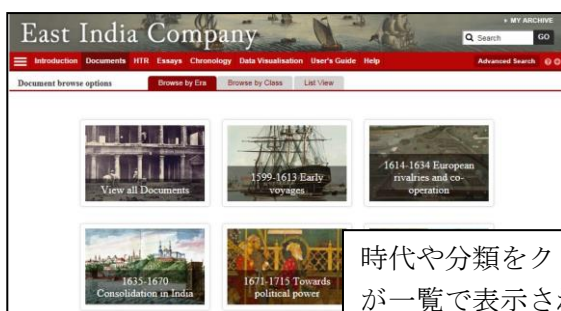 East India Company
MY ARCHIVE
Search GO
Introduction Documents HTR Essays Chronology Data Visualisation User's Guide Help Advanced Search
Document browse options Browse by Era Browse by Class List View
View all Documents
1599-1613 Early
voyages
1614-1634 European
rivalries and co-
operation
1635-1670
Consolidation in India
1671-1715 Towards
political power
時代や分類をク
が一覧で表示さ